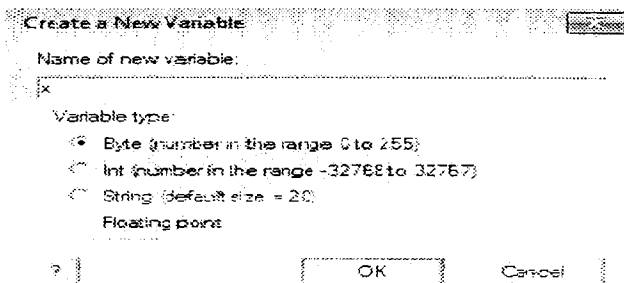 Create a New Variable
Name of new variable:
x
Variable type:
Byte (number in the range 0 to 255)
Int (number in the range -32768 to 32767)
String (default size = 20)
Floating point
?
OK
Cancel